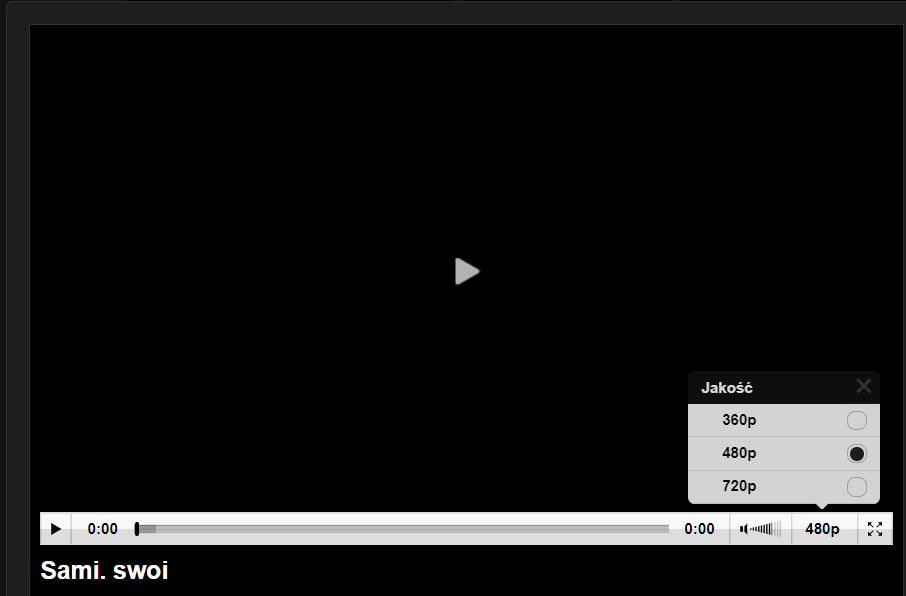 Jakość
360p
480p
720p
0:00 0:00 480p
Sami. swoi